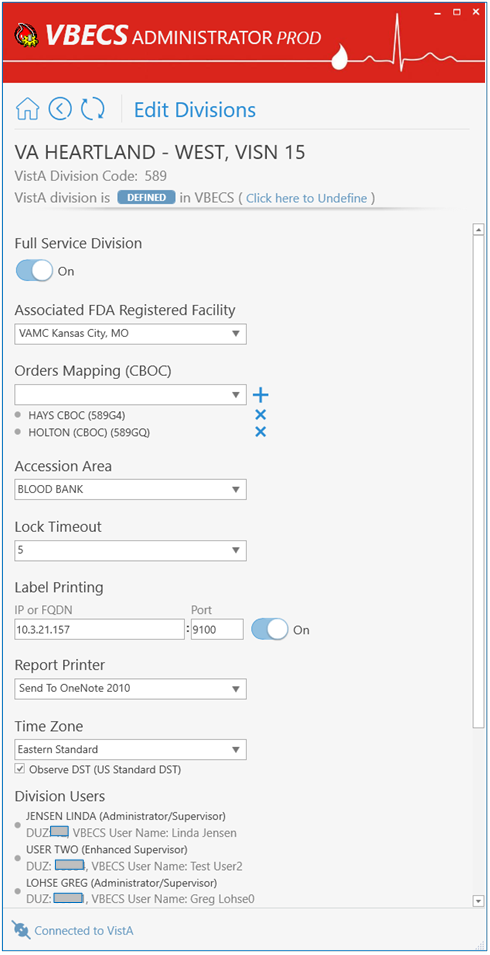 VBECS ADMINISTRATOR PROD
Edit Divisions
VA HEARTLAND - WEST, VISN 15
VistA Division Code: 589
VistA division is DEFINED in VBECS ( Click here to Undefine )
Full Service Division
On
Associated FDA Registered Facility
VAMC Kansas City, MO
Orders Mapping (CBOC)
HAYS CBOC (589G4)
HOLTON (CBOC) (589GQ)
Accession Area
BLOOD BANK
Lock Timeout
5
Label Printing
IP or FQDN Port
10.3.21.157 : 9100 On
Report Printer
Send To OneNote 2010
Time Zone
Eastern Standard
Observe DST (US Standard DST)
Division Users
JENSEN LINDA (Administrator/Supervisor)
DUZ: , VBECS User Name: Linda Jensen
USER TWO (Enhanced Supervisor)
DUZ: , VBECS User Name: Test User2
LOHSE GREG (Administrator/Supervisor)
DUZ: , VBECS User Name: Greg Lohse0
Connected to VistA